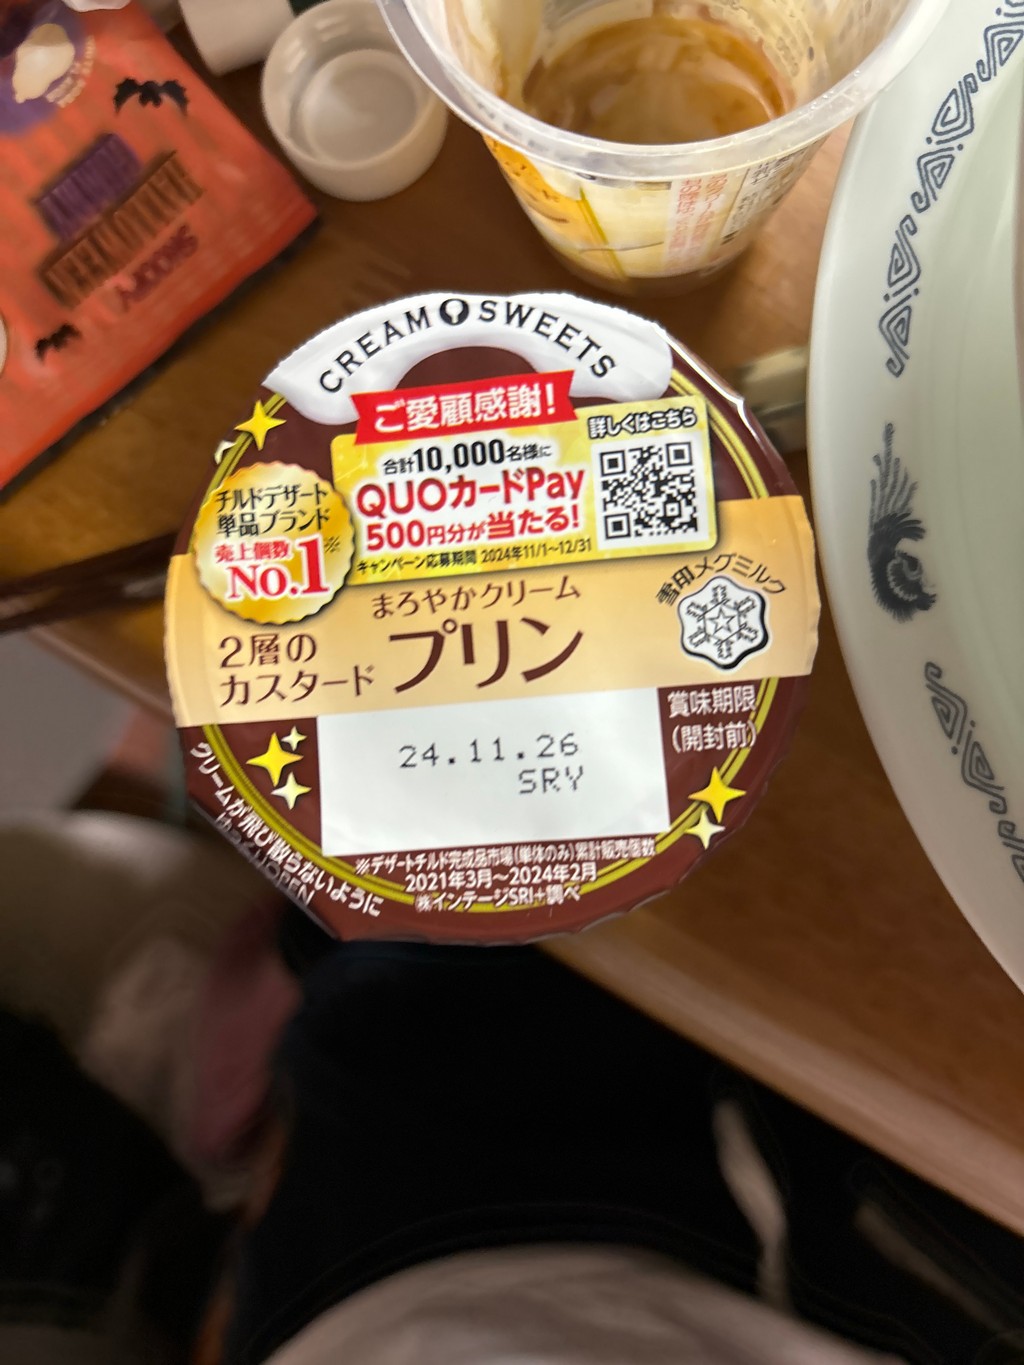 CREAM SWEETS
ご愛顧感謝!
詳しくはこちら
合計10,000名様に
QUOカードPay
500円分が当たる!
キャンペーン応募期間 2024年11/1~12/31
チルドデザート
単品ブランド
売上個数※
No.1
雪印メグミルク
まろやかクリーム
2層の
カスタード
プリン
賞味期限
(開封前)
24.11.26
SRY
※デザートチルド完成品市場(単体のみ)累計販売個数
2021年3月~2024年2月
㈱インテージSRI+調べ
クリームが飛び散らないように
OPEN